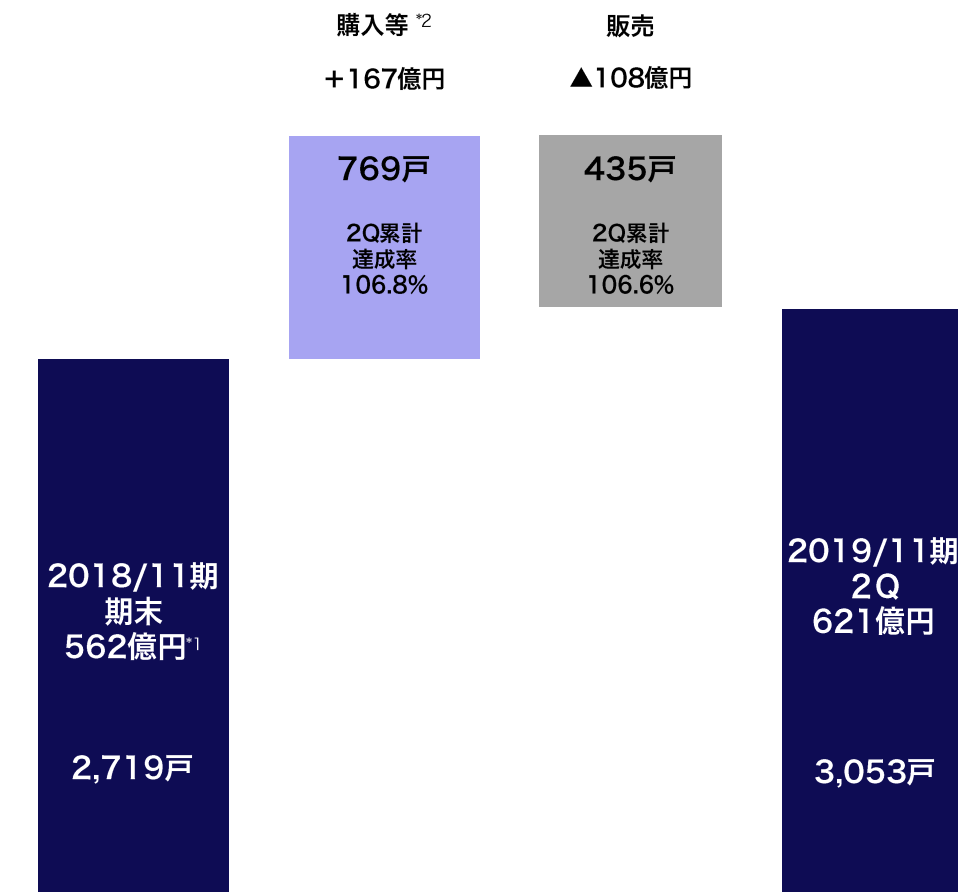 購入等 *2
販売
＋167億円
▲108億円
769戸
2Q累計
達成率
106.8%
435戸
2Q累計
達成率
106.6%
2018/11期
期末
562億円*1
2,719戸
2019/11期
2Q
621億円
3,053戸